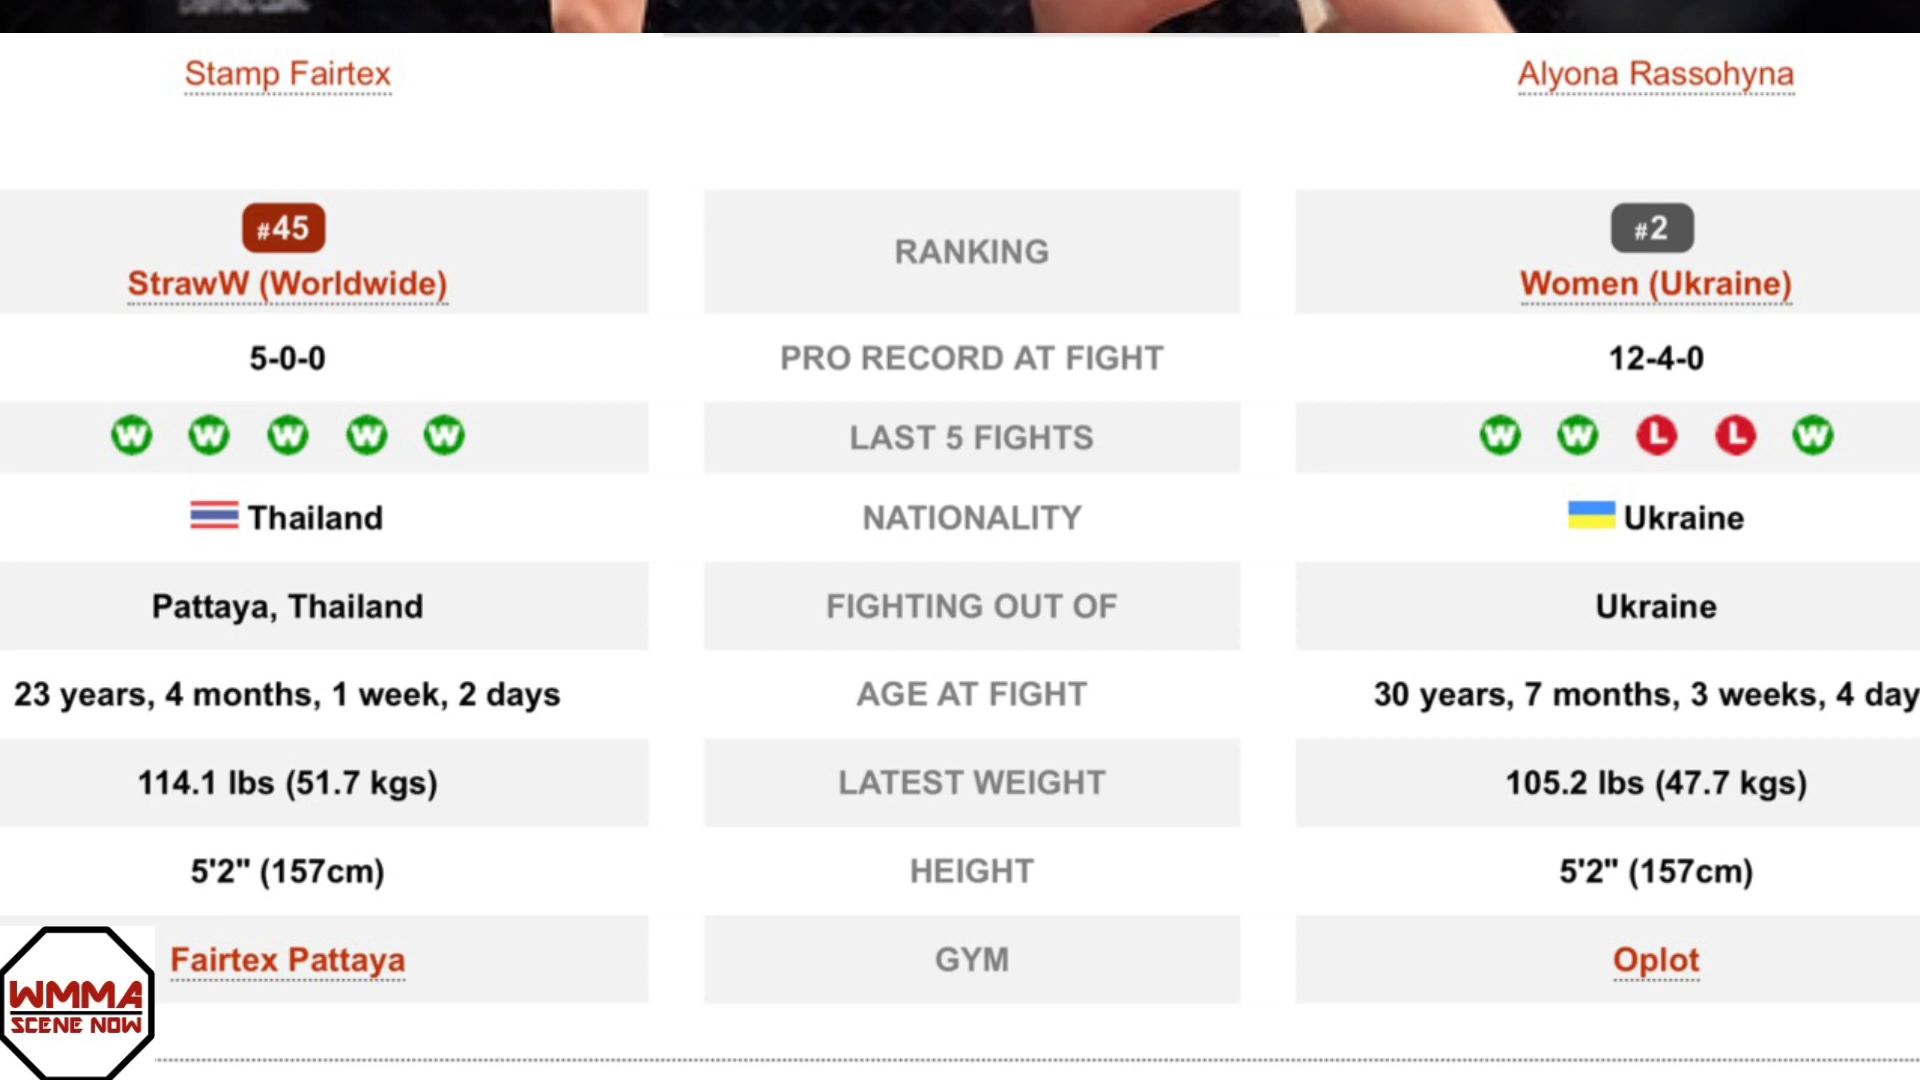 Stamp Fairtex
Alyona Rassohyna
#45
StrawW (Worldwide)
RANKING
#2
Women (Ukraine)
5-0-0
PRO RECORD AT FIGHT
12-4-0
W W W W W
LAST 5 FIGHTS
W W L L W
Thailand
NATIONALITY
Ukraine
Pattaya, Thailand
FIGHTING OUT OF
Ukraine
23 years, 4 months, 1 week, 2 days
AGE AT FIGHT
30 years, 7 months, 3 weeks, 4 day
114.1 lbs (51.7 kgs)
LATEST WEIGHT
105.2 lbs (47.7 kgs)
5'2" (157cm)
HEIGHT
5'2" (157cm)
Fairtex Pattaya
GYM
Oplot
WMMA
SCENE NOW